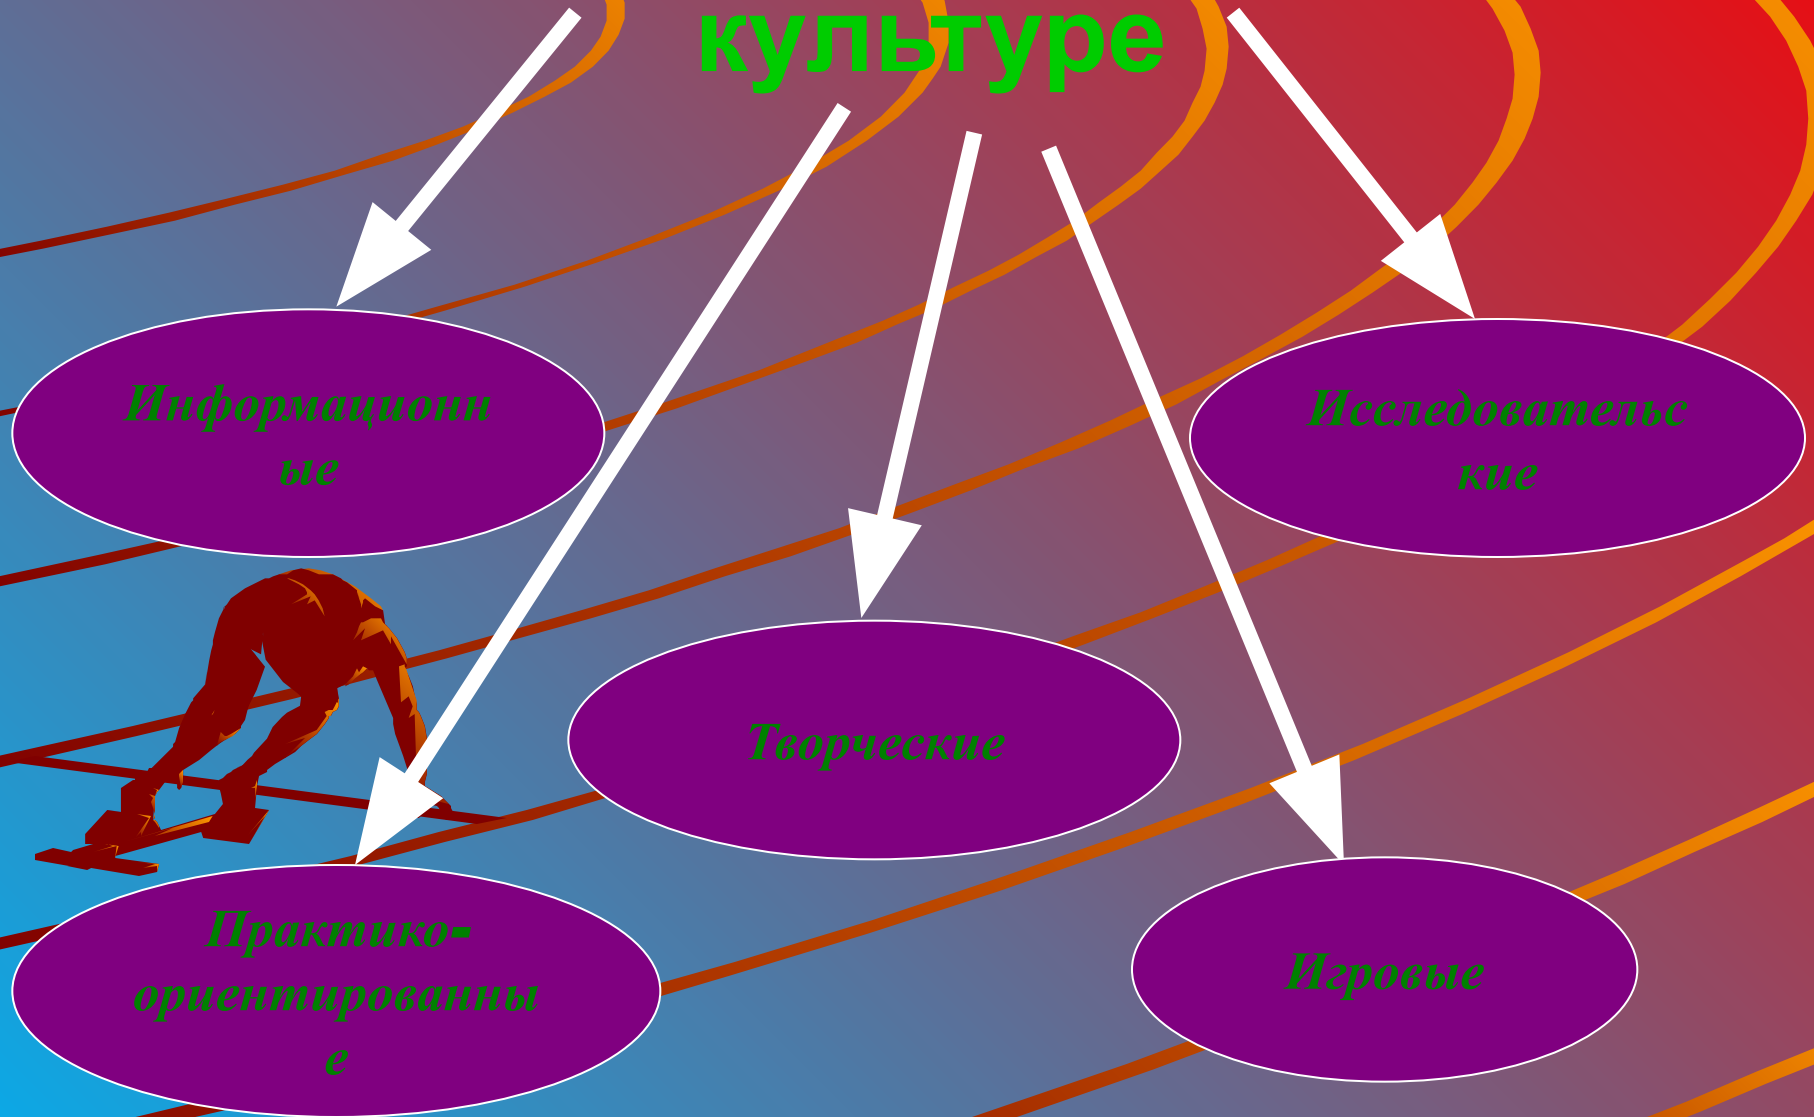 культуре
Информационн
ые
Исследовательс
кие
Творческие
Практико-
ориентированны
е
Игровые